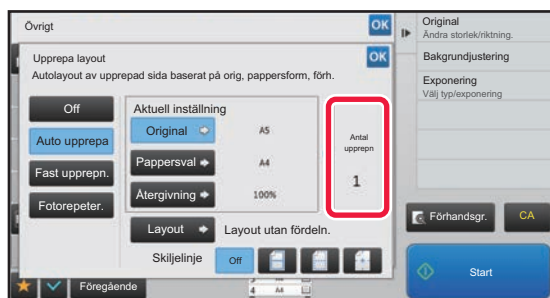 Övrigt
OK
Upprepa layout
OK
Autolayout av upprepad sida baserat på orig, pappersform, förh.
Off
Auto upprepa
Fast upprepn.
Fotorepeter.
Aktuell inställning
Original
A5
Pappersval
A4
Återgivning
100%
Antal
upprepn
1
Layout
Layout utan fördeln.
Skiljelinje
Off
Föregående
4 A4
Original
Ändra storlek/riktning.
Bakgrundjustering
Exponering
Välj typ/exponering
Förhandsgr.
CA
Start